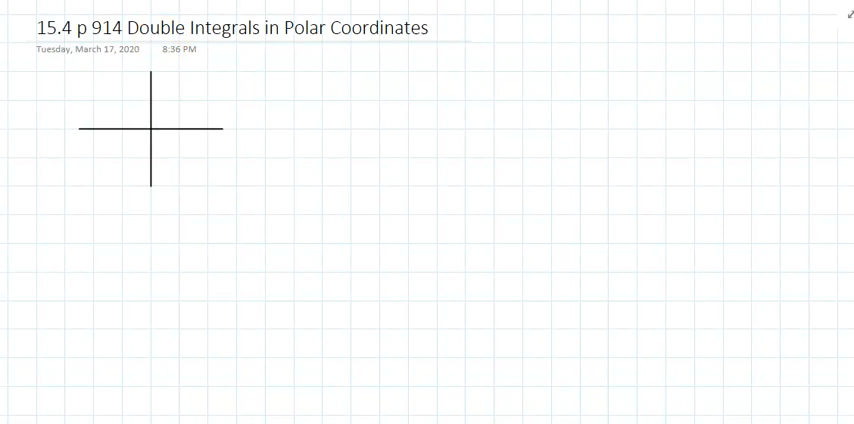 15.4 p 914 Double Integrals in Polar Coordinates
Tuesday, March 17, 2020 8:36 PM